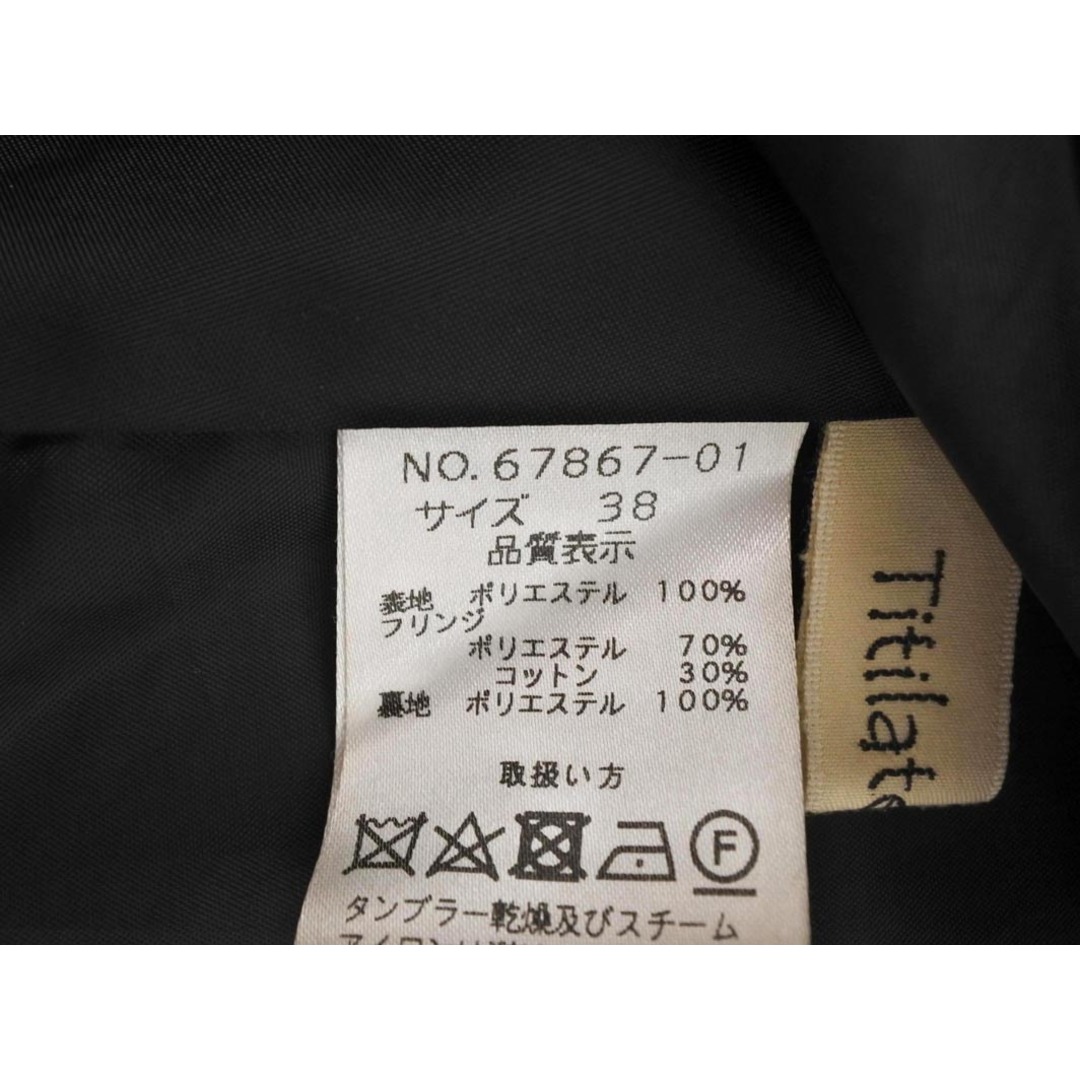 NO.67867-01
サイズ 38
品質表示
表地 ポリエステル 100%
フリンジ
ポリエステル 70%
コットン 30%
裏地 ポリエステル 100%
取扱い方
F
タンブラー乾燥及びスチーム
Titilate